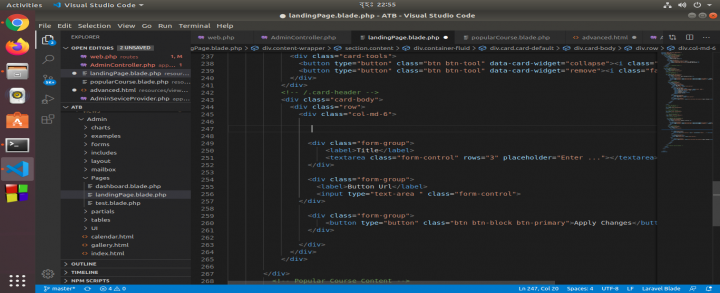 Activities
Visual Studio Code
22:55
landingPage.blade.php - ATB - Visual Studio Code
File Edit Selection View Go Run Terminal Help
EXPLORER
OPEN EDITORS 2 UNSAVED
web.php routes 1, M
AdminController.php app...
landingPage.blade.php resour...
popularCourse.blade.php resou...
advanced.html resources/view...
AdminSeviceProvider.php app...
ATB
Admin
charts
examples
forms
includes
layout
mailbox
Pages
dashboard.blade.php
landingPage.blade.php
test.blade.php
partials
tables
UI
calendar.html
gallery.html
index.html
OUTLINE
TIMELINE
NPM SCRIPTS
web.php
AdminController.php
landingPage.blade.php
popularCourse.blade.php
advanced.html
gPage.blade.php > div.content-wrapper > section.content > div.container-fluid > div.card.card-default > div.card-body > div.row > div.col-md-6
237 <div class="card-tools">
238 <button type="button" class="btn btn-tool" data-card-widget="collapse"><i class=
239 <button type="button" class="btn btn-tool" data-card-widget="remove"><i class="fa
240 </div>
241 </div>
242 <!-- /.card-header -->
243 <div class="card-body">
244 <div class="row">
245 <div class="col-md-6">
246
247
248
249 <div class="form-group">
250 <label>Title</label>
251 <textarea class="form-control" rows="3" placeholder="Enter ..."></textarea>
252 </div>
253
254 <div class="form-group">
255 <label>Button Url</label>
256 <input type="text-area " class="form-control">
257 </div>
258
259 <div class="form-group">
260 <button type="button" class="btn btn-block btn-primary">Apply Changes</but
261 </div>
262
263 </div>
264 </div>
265 </div>
266
267 </div>
268 <!-- Popular Course Content -->
master* 0 4 0
Ln 247, Col 20 Spaces: 4 UTF-8 LF Laravel Blade